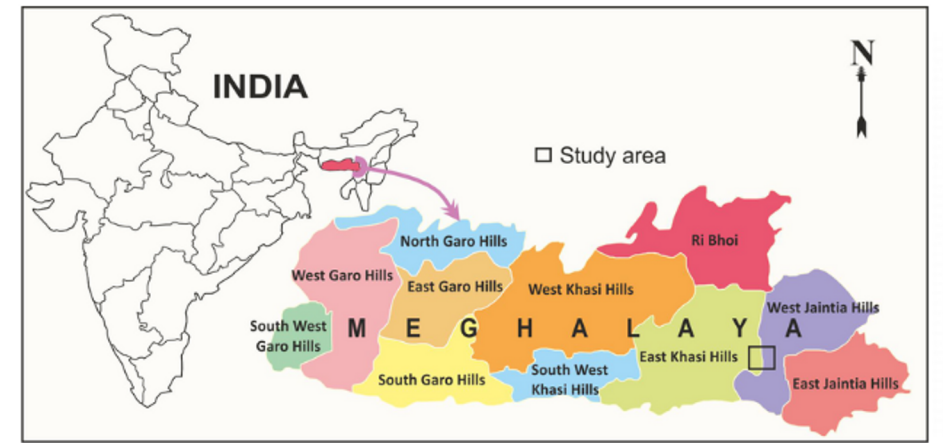 INDIA
N
Study area
Ri Bhoi
North Garo Hills
West Garo Hills
East Garo Hills
West Khasi Hills
West Jaintia Hills
South West
Garo Hills
MEGHALAYA
East Khasi Hills
South West
Khasi Hills
South Garo Hills
East Jaintia Hills